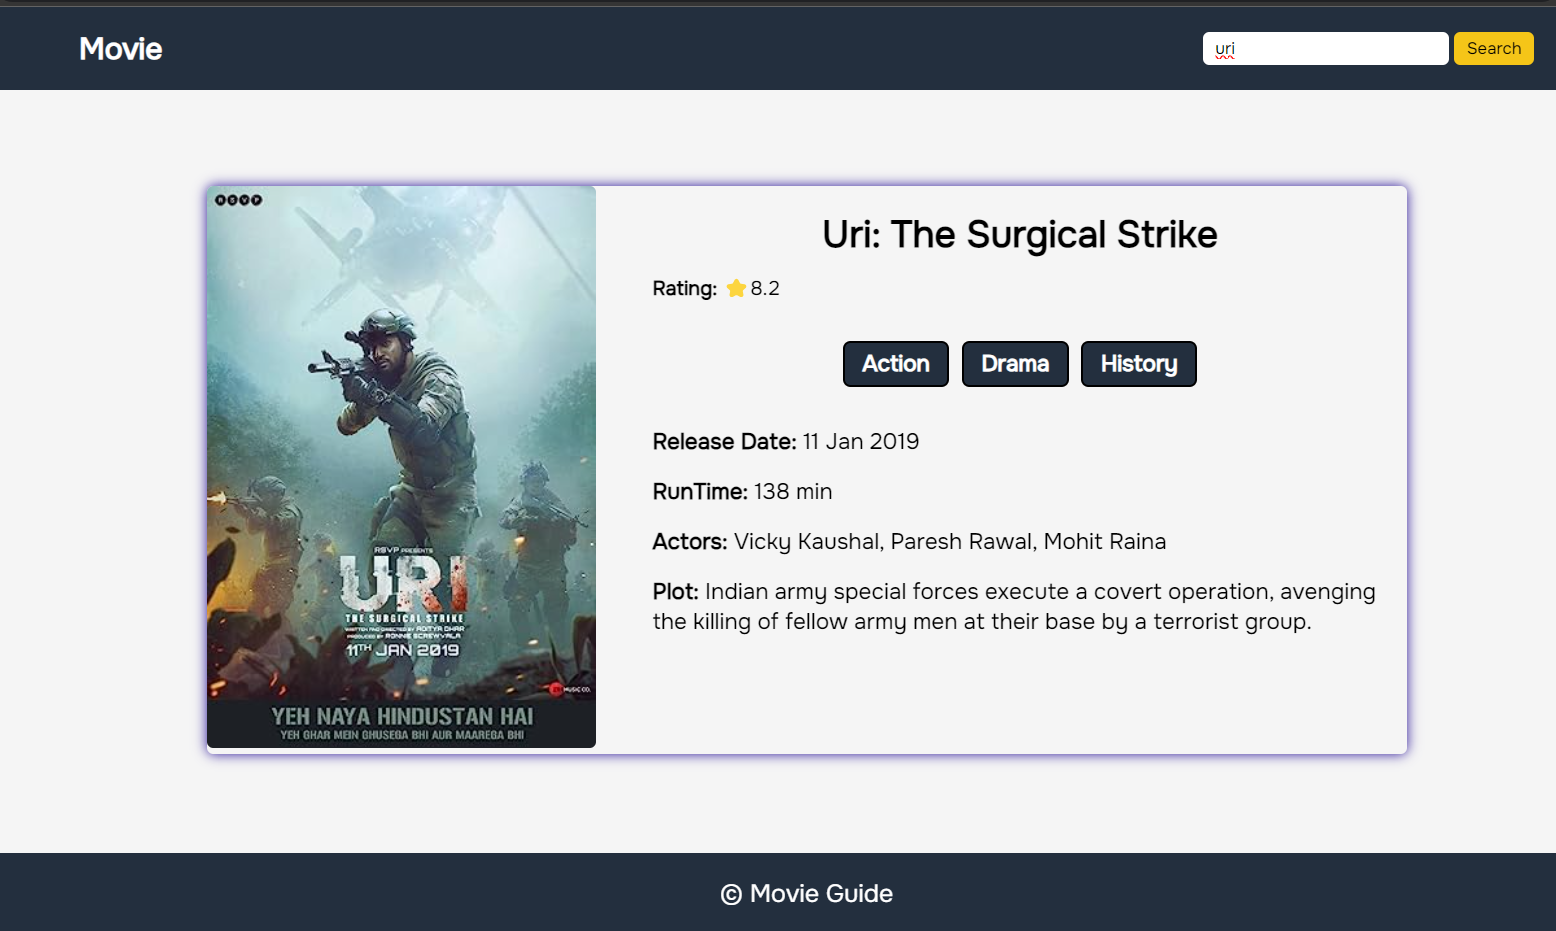 Movie
uri
Search
RSVP
RSVP PRESENTS
URI
THE SURGICAL STRIKE
WRITTEN AND DIRECTED BY ADITYA DHAR
PRODUCED BY RONNIE SCREWVALA
11TH JAN 2019
MUSIC CO.
YEH NAYA HINDUSTAN HAI
YEH GHAR MEIN GHUSEGA BHI AUR MAAREGA BHI
Uri: The Surgical Strike
Rating: ⭐8.2
Action Drama History
Release Date: 11 Jan 2019
RunTime: 138 min
Actors: Vicky Kaushal, Paresh Rawal, Mohit Raina
Plot: Indian army special forces execute a covert operation, avenging
the killing of fellow army men at their base by a terrorist group.
© Movie Guide